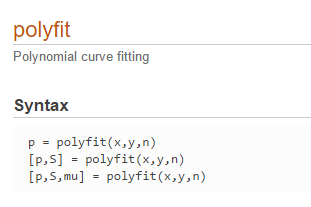 polyfit
Polynomial curve fitting
Syntax
p = polyfit(x,y,n)
[p,S] = polyfit(x,y,n)
[p,S,mu] = polyfit(x,y,n)